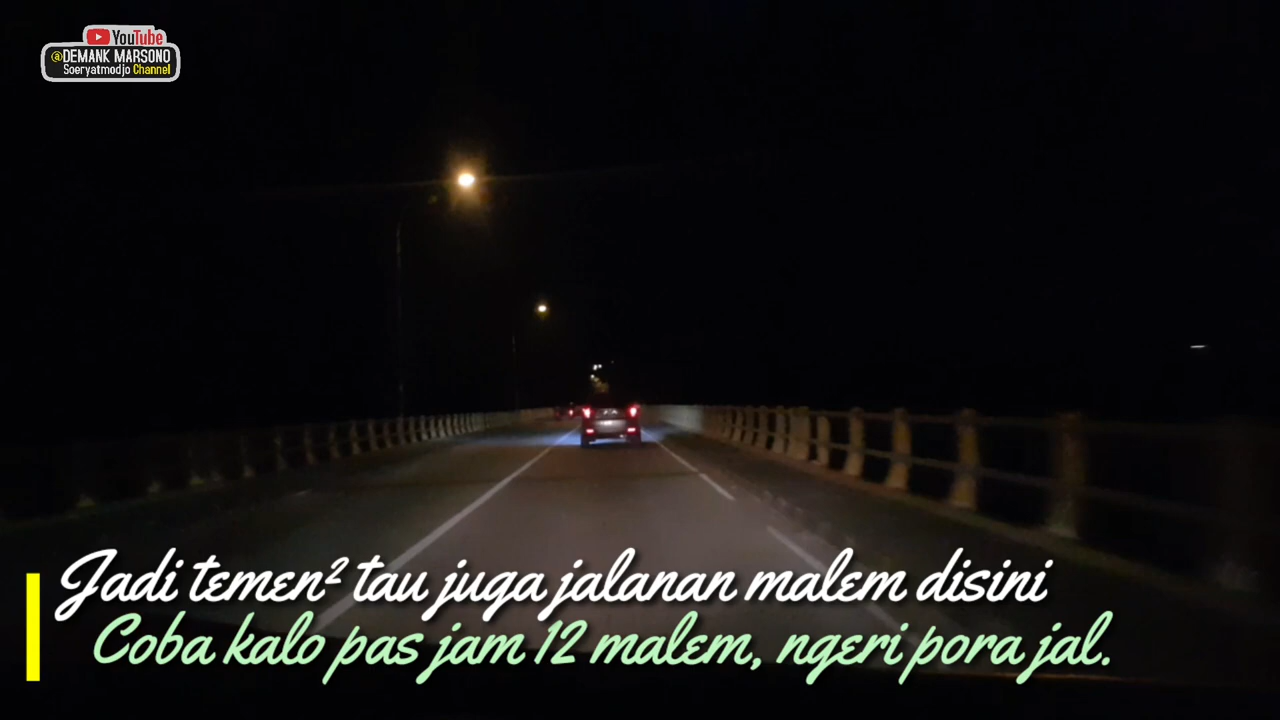 YouTube
@DEMANK MARSONO
Soeryatmodjo Channel
Jadi temen² tau juga jalanan malem disini
Coba kalo pas jam 12 malem, ngeri pora jal.